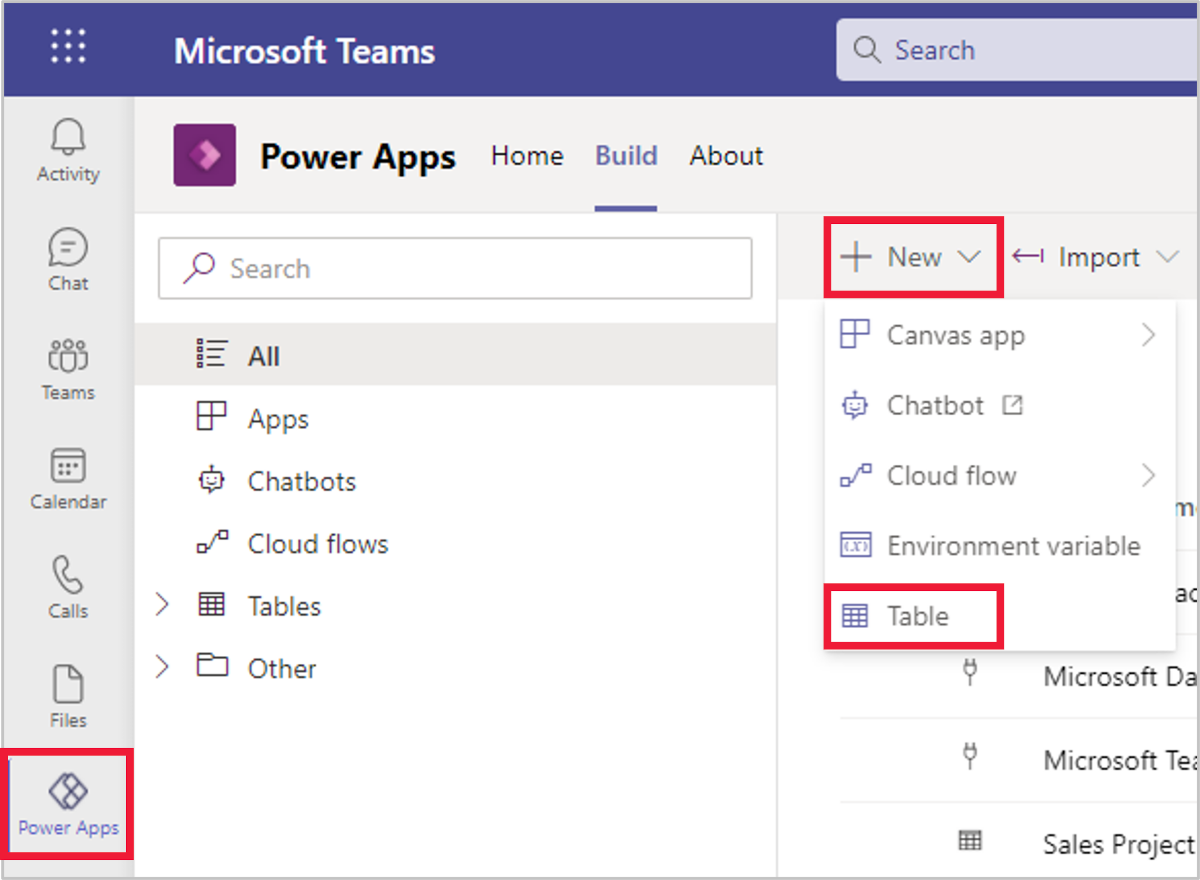 Microsoft Teams
Search
Activity
Chat
Teams
Calendar
Calls
Files
Power Apps
Power Apps
Home
Build
About
Search
All
Apps
Chatbots
Cloud flows
Tables
Other
New
Import
Canvas app
Chatbot
Cloud flow
Environment variable
Table
Microsoft
Microsoft
Sales Project